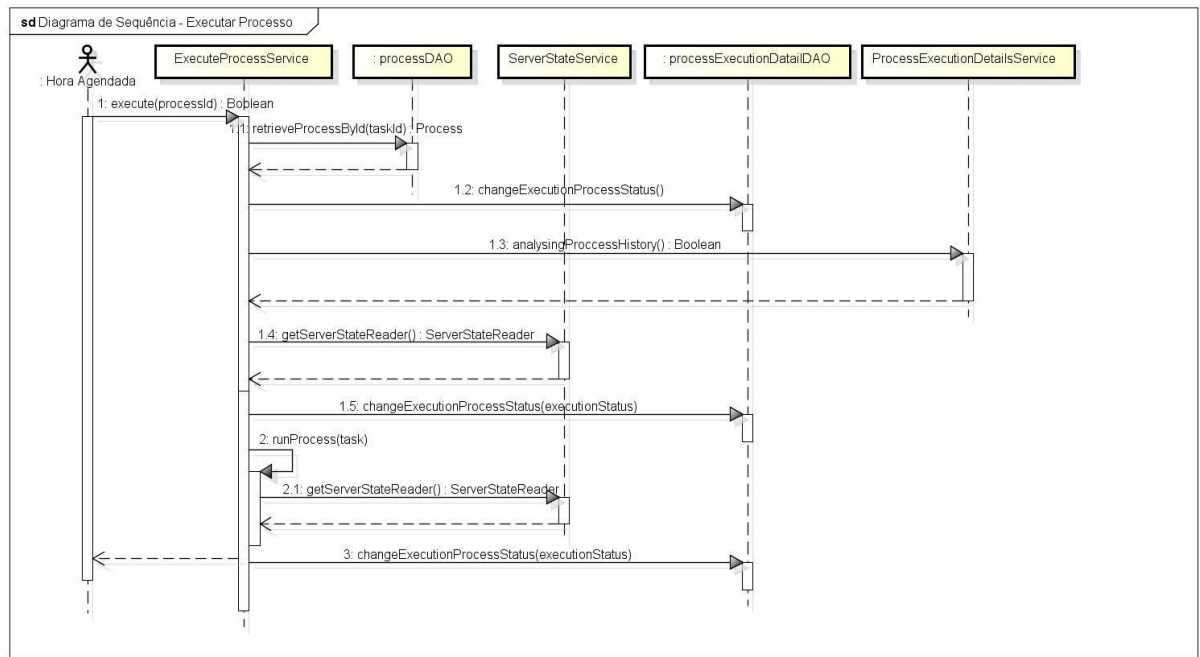 sd Diagrama de Sequência - Executar Processo
: Hora Agendada
ExecuteProcessService
: processDAO
ServerStateService
: processExecutionDatailDAO
ProcessExecutionDetailsService
1: execute(processId) : Boolean
1.1: retrieveProcessById(taskId) : Process
1.2: changeExecutionProcessStatus()
1.3: analysingProccessHistory() : Boolean
1.4: getServerStateReader() : ServerStateReader
1.5: changeExecutionProcessStatus(executionStatus)
2: runProcess(task)
2.1: getServerStateReader() : ServerStateReader
3: changeExecutionProcessStatus(executionStatus)